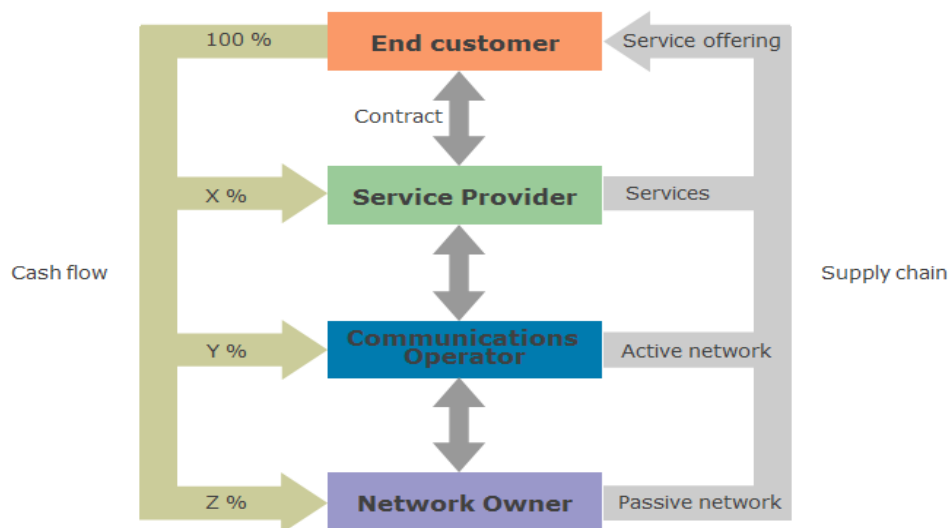 100 %
End customer
Service offering
Contract
X %
Service Provider
Services
Cash flow
Supply chain
Y %
Communications
Operator
Active network
Z %
Network Owner
Passive network